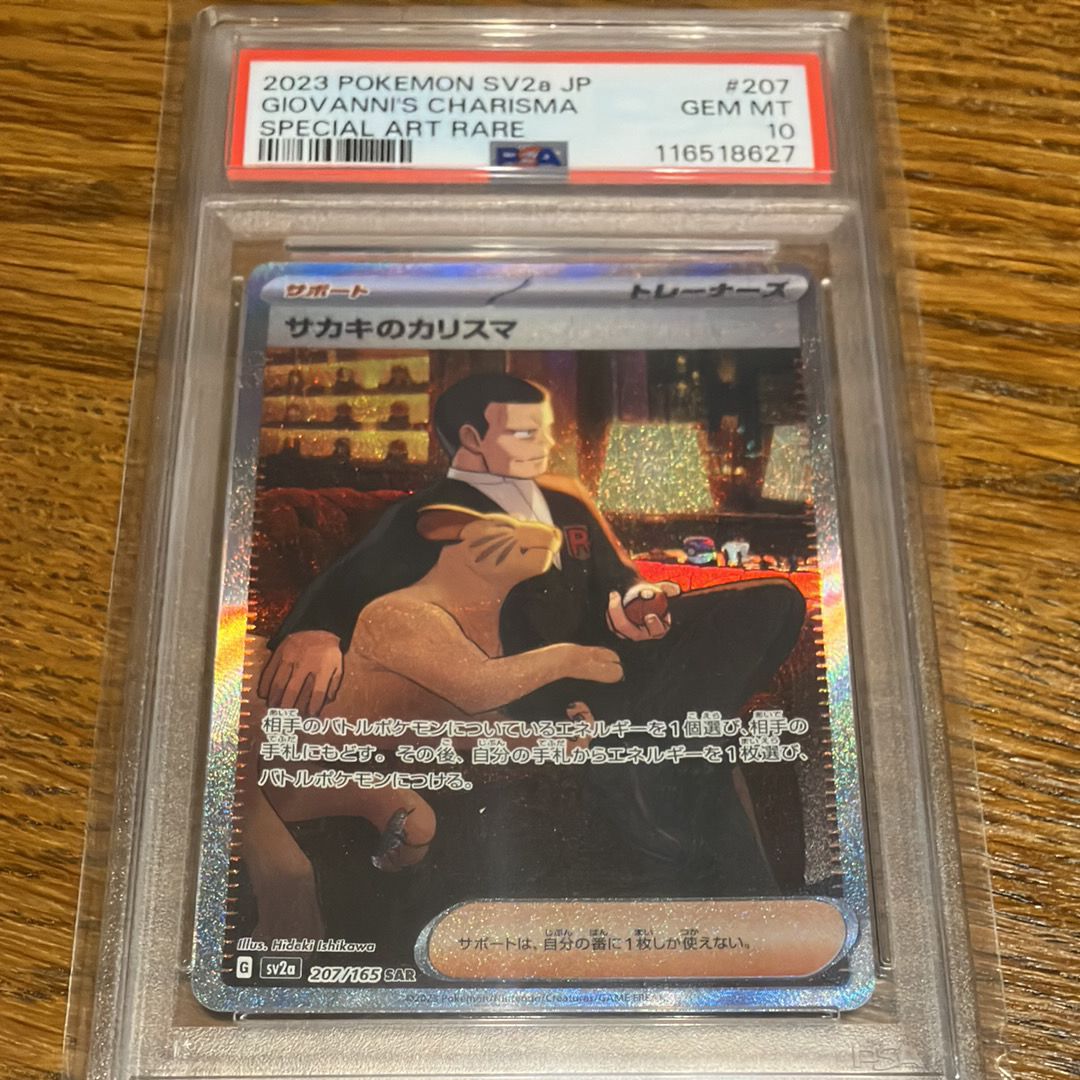 2023 POKEMON SV2a JP #207
GIOVANNI'S CHARISMA GEM MT
SPECIAL ART RARE 10
PSA 116518627
サポート トレーナーズ
サカキのカリスマ
R
相手のバトルポケモンについているエネルギーを1個選び、相手の
手札にもどす。その後、自分の手札からエネルギーを1枚選び、
バトルポケモンにつける。
Illus. Hideki Ishikawa
サポートは、自分の番に1枚しか使えない。
G sv2a 207/165 SAR
©2023 Pokémon/Nintendo/Creatures/GAME FREAK